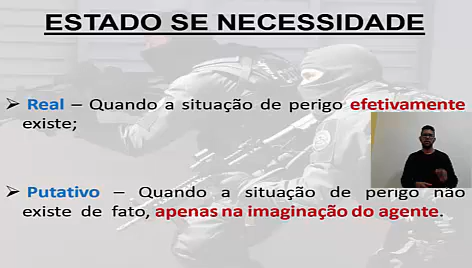 ESTADO SE NECESSIDADE
➢ Real – Quando a situação de perigo efetivamente
existe;
➢ Putativo – Quando a situação de perigo não
existe de fato, apenas na imaginação do agente.